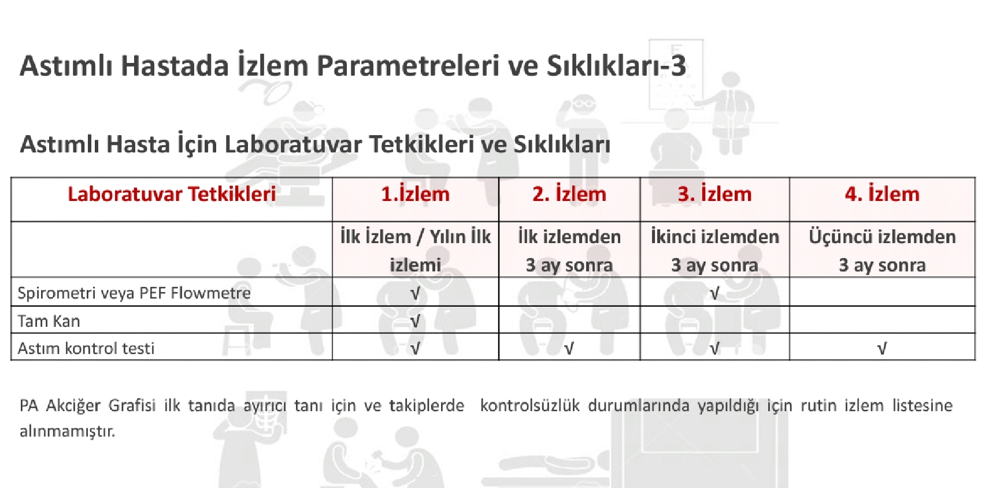 Astımlı Hastada İzlem Parametreleri ve Sıklıkları-3
Astımlı Hasta İçin Laboratuvar Tetkikleri ve Sıklıkları
Laboratuvar Tetkikleri 1.İzlem 2. İzlem 3. İzlem 4. İzlem
İlk İzlem / Yılın İlk izlemi İlk izlemden 3 ay sonra İkinci izlemden 3 ay sonra Üçüncü izlemden 3 ay sonra
Spirometri veya PEF Flowmetre √ √
Tam Kan √
Astım kontrol testi √ √ √ √
PA Akciğer Grafisi ilk tanıda ayırıcı tanı için ve takiplerde kontrolsüzlük durumlarında yapıldığı için rutin izlem listesine
alınmamıştır.